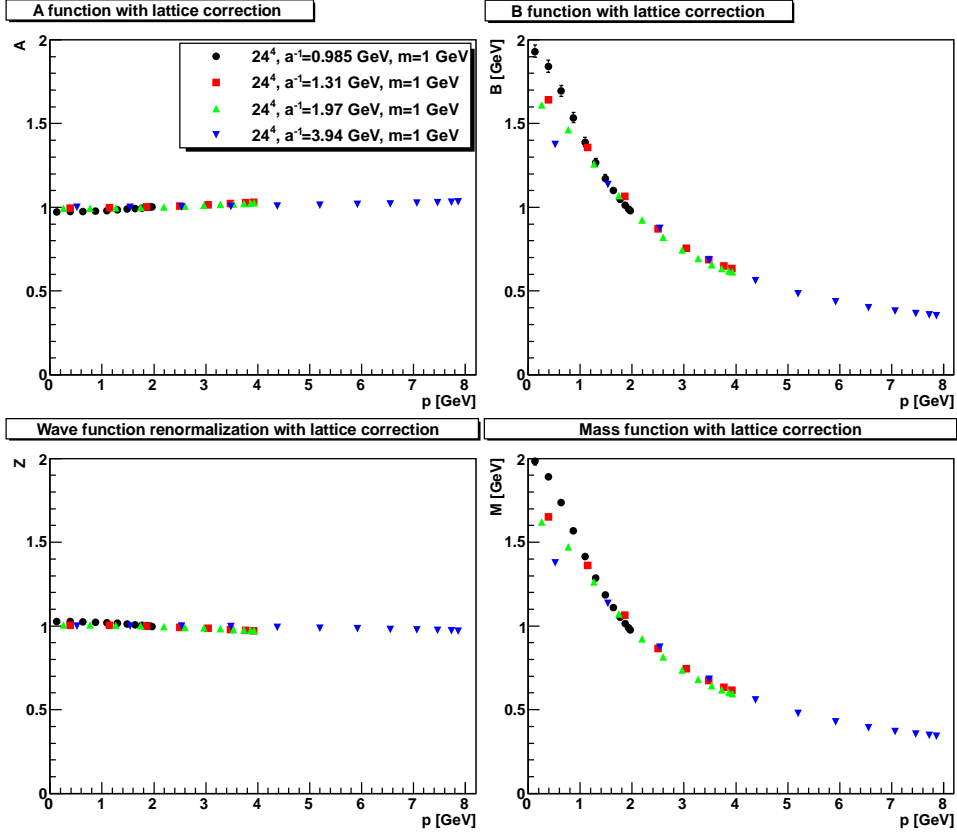 A function with lattice correction
A
2
1.5
1
0.5
0
24⁴, a⁻¹=0.985 GeV, m=1 GeV
24⁴, a⁻¹=1.31 GeV, m=1 GeV
24⁴, a⁻¹=1.97 GeV, m=1 GeV
24⁴, a⁻¹=3.94 GeV, m=1 GeV
0 1 2 3 4 5 6 7 8
p [GeV]
B function with lattice correction
B [GeV]
2
1.5
1
0.5
0
0 1 2 3 4 5 6 7 8
p [GeV]
Wave function renormalization with lattice correction
Z
2
1.5
1
0.5
0
0 1 2 3 4 5 6 7 8
p [GeV]
Mass function with lattice correction
M [GeV]
2
1.5
1
0.5
0
0 1 2 3 4 5 6 7 8
p [GeV]